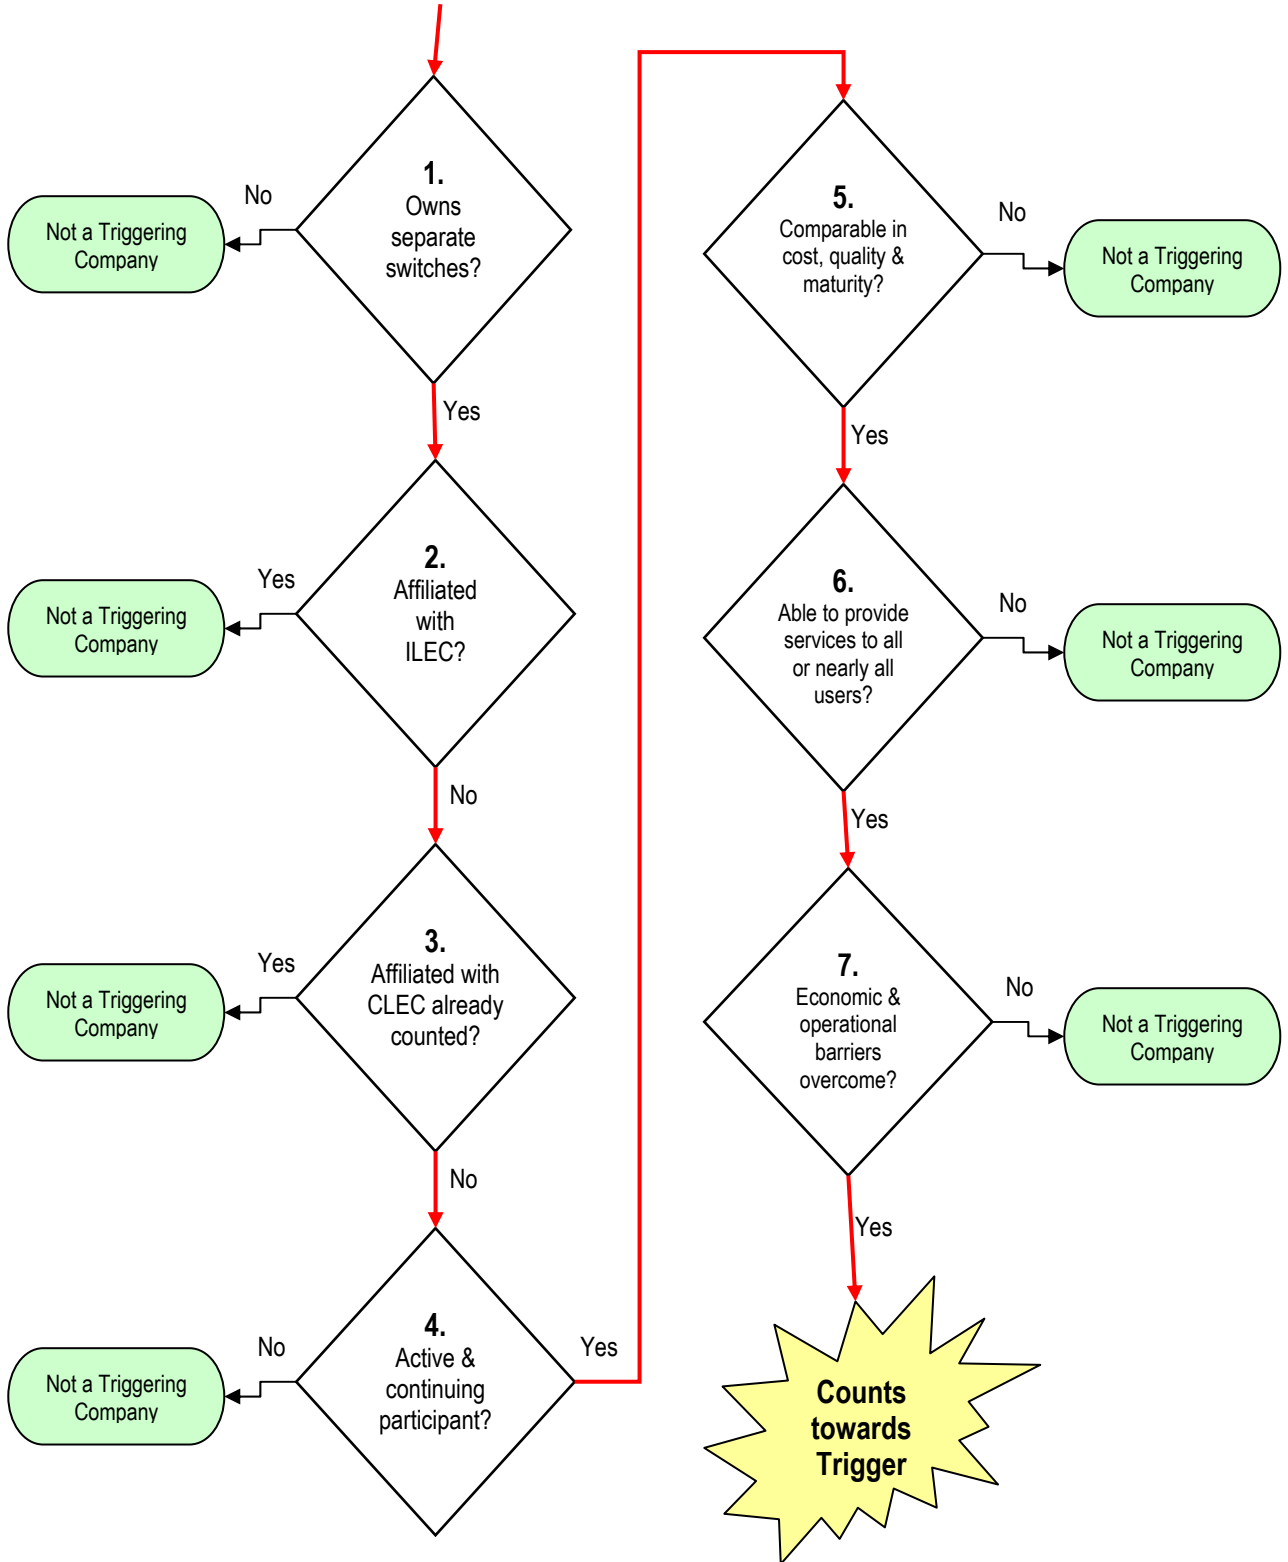 1.
Owns
separate
switches?
No
Not a Triggering
Company
Yes
2.
Affiliated
with
ILEC?
Yes
Not a Triggering
Company
No
3.
Affiliated with
CLEC already
counted?
Yes
Not a Triggering
Company
No
4.
Active &
continuing
participant?
No
Not a Triggering
Company
Yes
5.
Comparable in
cost, quality &
maturity?
No
Not a Triggering
Company
Yes
6.
Able to provide
services to all
or nearly all
users?
No
Not a Triggering
Company
Yes
7.
Economic &
operational
barriers
overcome?
No
Not a Triggering
Company
Yes
Counts
towards
Trigger